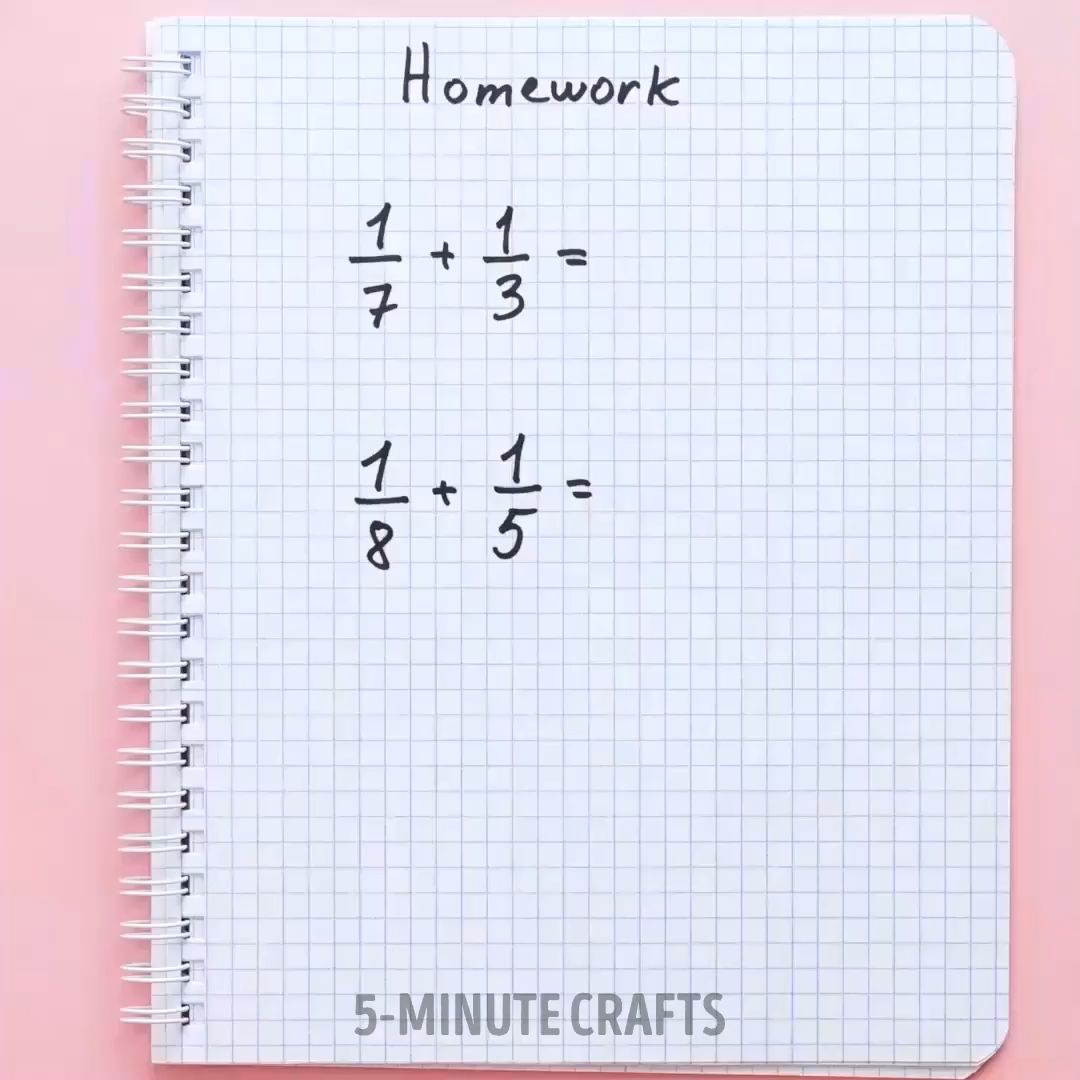 Homework
1/7 + 1/3 =
1/8 + 1/5 =
5-MINUTE CRAFTS